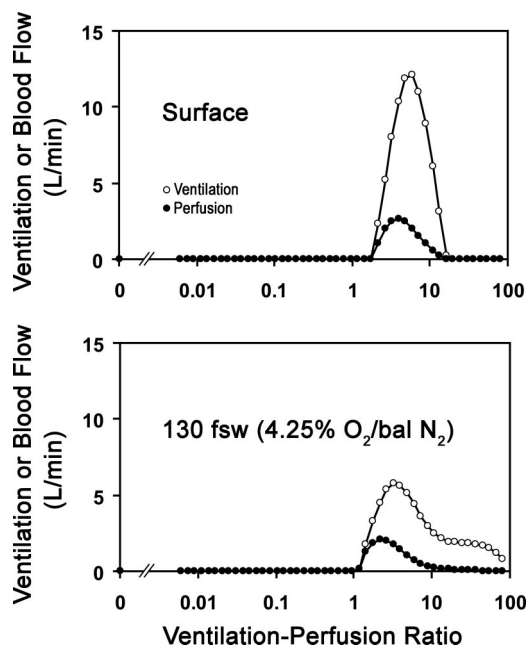 Ventilation or Blood Flow
(L/min)
15
10
5
0
Surface
Ventilation
Perfusion
0
0.01
0.1
1
10
100
Ventilation or Blood Flow
(L/min)
15
10
5
0
130 fsw (4.25% O₂/bal N₂)
0
0.01
0.1
1
10
100
Ventilation-Perfusion Ratio